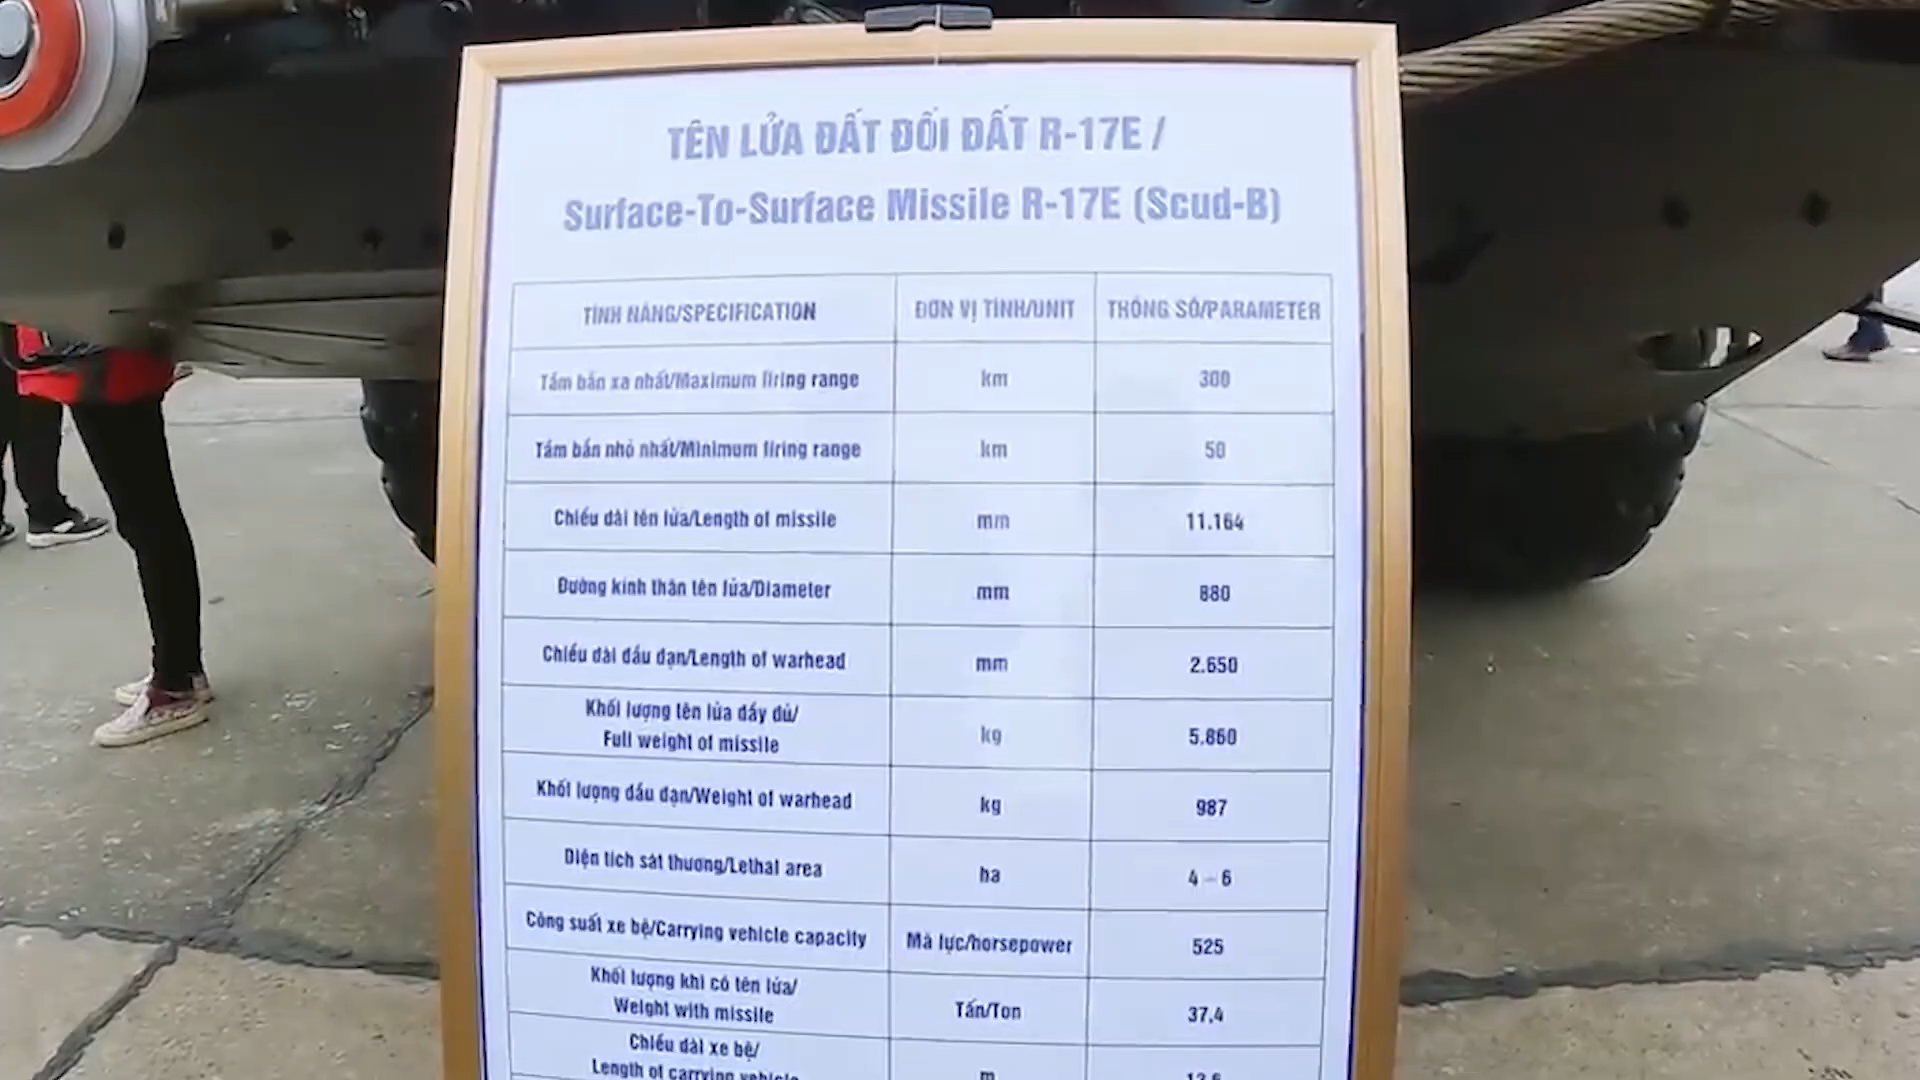 TÊN LỬA ĐẤT ĐỐI ĐẤT R-17E /
Surface-To-Surface Missile R-17E (Scud-B)
TÍNH NĂNG/SPECIFICATION ĐƠN VỊ TÍNH/UNIT THÔNG SỐ/PARAMETER
Tầm bắn xa nhất/Maximum firing range km 300
Tầm bắn nhỏ nhất/Minimum firing range km 50
Chiều dài tên lửa/Length of missile mm 11.164
Đường kính thân tên lửa/Diameter mm 880
Chiều dài đầu đạn/Length of warhead mm 2.650
Khối lượng tên lửa đầy đủ/
Full weight of missile kg 5.860
Khối lượng đầu đạn/Weight of warhead kg 987
Diện tích sát thương/Lethal area ha 4 – 6
Công suất xe bệ/Carrying vehicle capacity Mã lực/horsepower 525
Khối lượng khi có tên lửa/
Weight with missile Tấn/Ton 37,4
Chiều dài xe bệ/
Length of carrying vehicle m